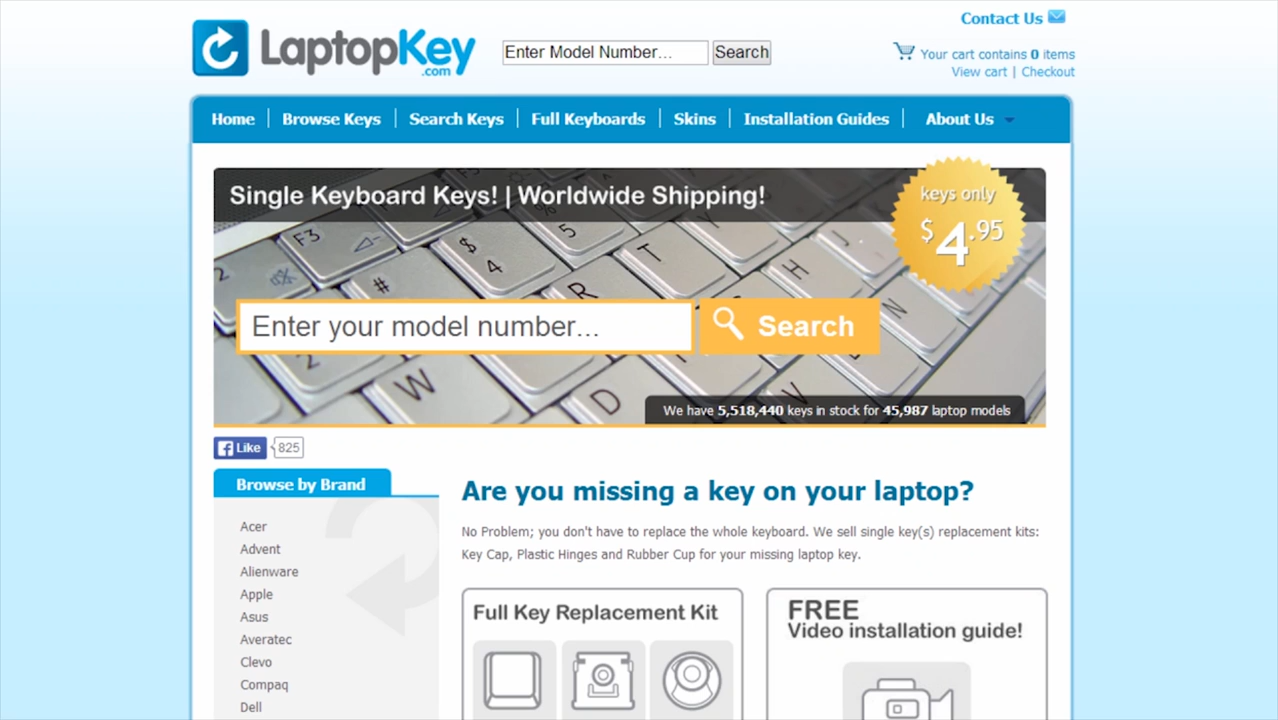 Contact Us
LaptopKey
.com
Enter Model Number...
Search
Your cart contains 0 items
View cart | Checkout
Home
Browse Keys
Search Keys
Full Keyboards
Skins
Installation Guides
About Us
Single Keyboard Keys! | Worldwide Shipping!
keys only
$4.95
F3
2
$
4
%
5
#
R
T
Y
J
H
N
W
D
V
2
Enter your model number...
Search
We have 5,518,440 keys in stock for 45,987 laptop models
Like
825
Browse by Brand
Acer
Advent
Alienware
Apple
Asus
Averatec
Clevo
Compaq
Dell
Are you missing a key on your laptop?
No Problem; you don't have to replace the whole keyboard. We sell single key(s) replacement kits:
Key Cap, Plastic Hinges and Rubber Cup for your missing laptop key.
Full Key Replacement Kit
FREE
Video installation guide!